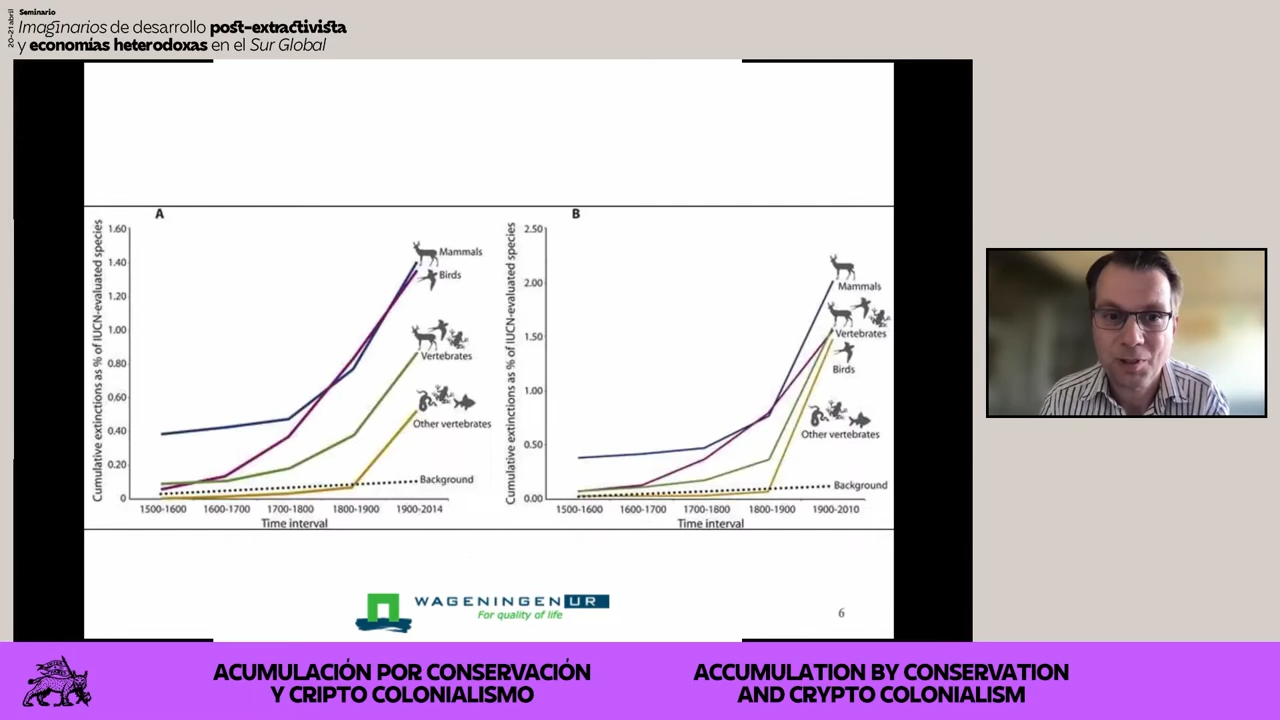 20-21 abril
Seminario
Imaginarios de desarrollo post-extractivista
y economías heterodoxas en el Sur Global
A
Cumulative extinctions as % of IUCN-evaluated species
1.60
1.40
1.20
1.00
0.80
0.60
0.40
0.20
0
Mammals
Birds
Vertebrates
Other vertebrates
Background
1500-1600 1600-1700 1700-1800 1800-1900 1900-2014
Time interval
B
Cumulative extinctions as % of IUCN-evaluated species
2.50
2.00
1.50
1.00
0.50
0.00
Mammals
Vertebrates
Birds
Other vertebrates
Background
1500-1600 1600-1700 1700-1800 1800-1900 1900-2010
Time interval
WAGENINGEN UR
For quality of life
6
ACUMULACIÓN POR CONSERVACIÓN
Y CRIPTO COLONIALISMO
ACCUMULATION BY CONSERVATION
AND CRYPTO COLONIALISM